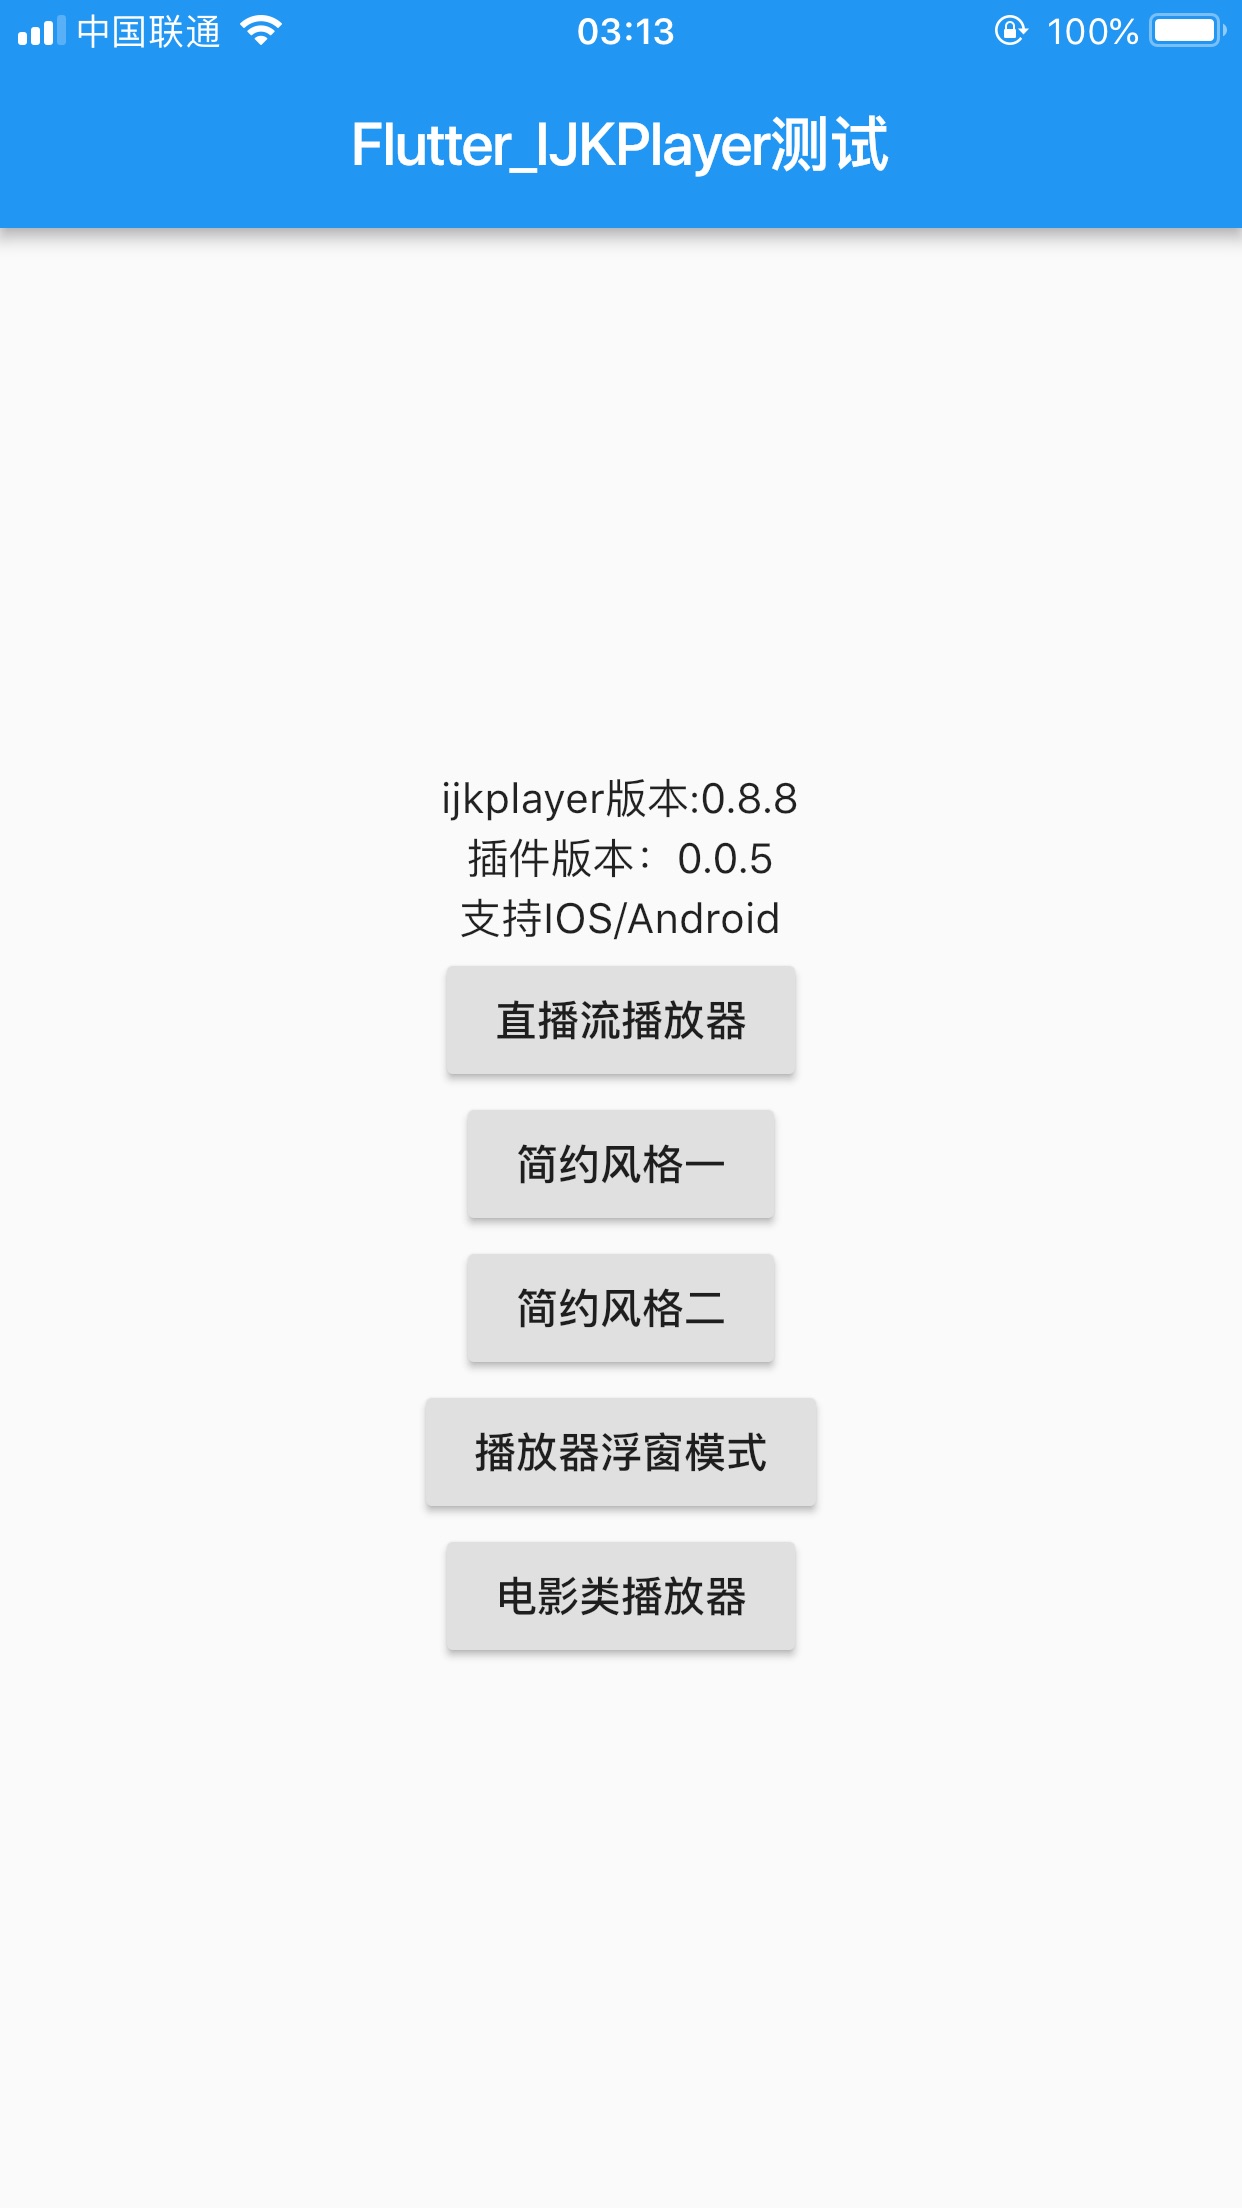 中国联通 03:13 100%
Flutter_IJKPlayer测试
ijkplayer版本:0.8.8
插件版本：0.0.5
支持IOS/Android
直播流播放器
简约风格一
简约风格二
播放器浮窗模式
电影类播放器